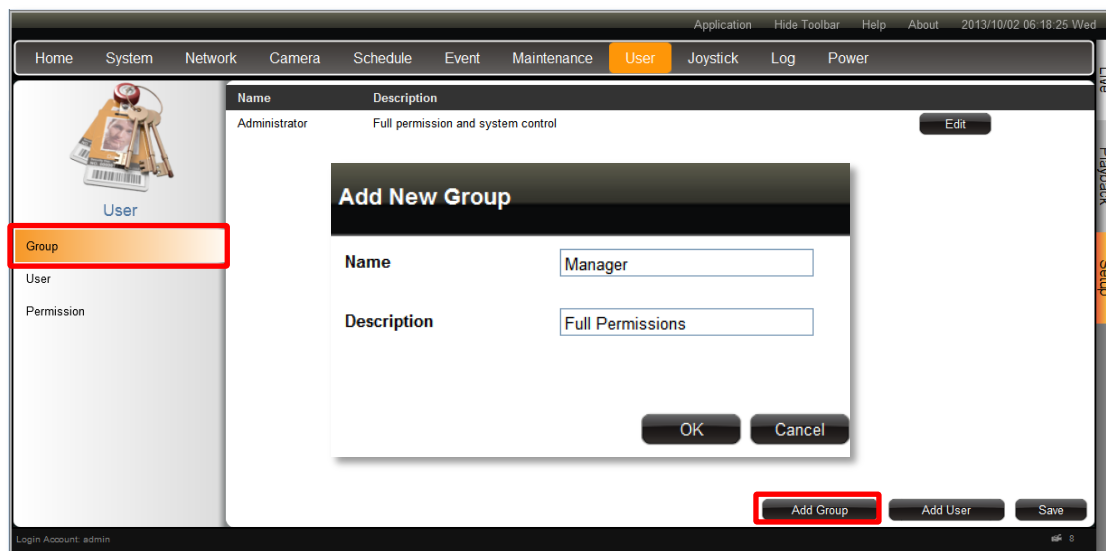 Application Hide Toolbar Help About 2013/10/02 06:18:25 Wed
Home System Network Camera Schedule Event Maintenance User Joystick Log Power
Live
Playback
Setup
User
Group
User
Permission
Name Description
Administrator Full permission and system control Edit
Add New Group
Name Manager
Description Full Permissions
OK Cancel
Add Group Add User Save
Login Account: admin 8